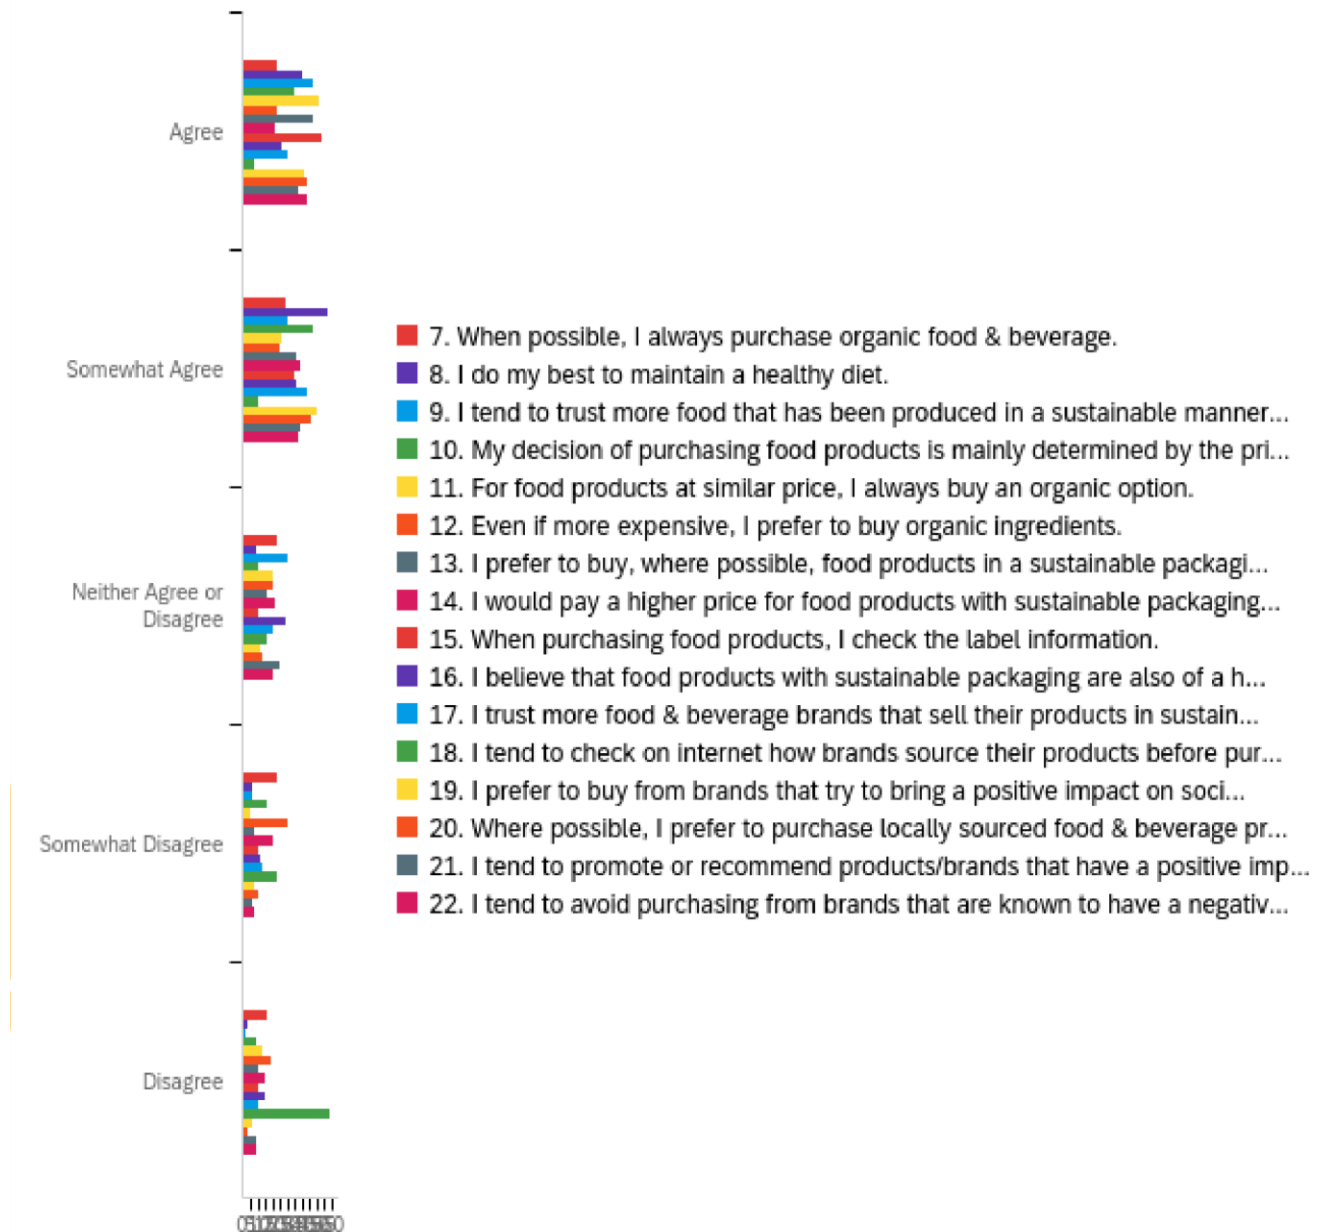 Agree
Somewhat Agree
Neither Agree or
Disagree
Somewhat Disagree
Disagree
7. When possible, I always purchase organic food & beverage.
8. I do my best to maintain a healthy diet.
9. I tend to trust more food that has been produced in a sustainable manner...
10. My decision of purchasing food products is mainly determined by the pri...
11. For food products at similar price, I always buy an organic option.
12. Even if more expensive, I prefer to buy organic ingredients.
13. I prefer to buy, where possible, food products in a sustainable packagi...
14. I would pay a higher price for food products with sustainable packaging...
15. When purchasing food products, I check the label information.
16. I believe that food products with sustainable packaging are also of a h...
17. I trust more food & beverage brands that sell their products in sustain...
18. I tend to check on internet how brands source their products before pur...
19. I prefer to buy from brands that try to bring a positive impact on soci...
20. Where possible, I prefer to purchase locally sourced food & beverage pr...
21. I tend to promote or recommend products/brands that have a positive imp...
22. I tend to avoid purchasing from brands that are known to have a negativ...